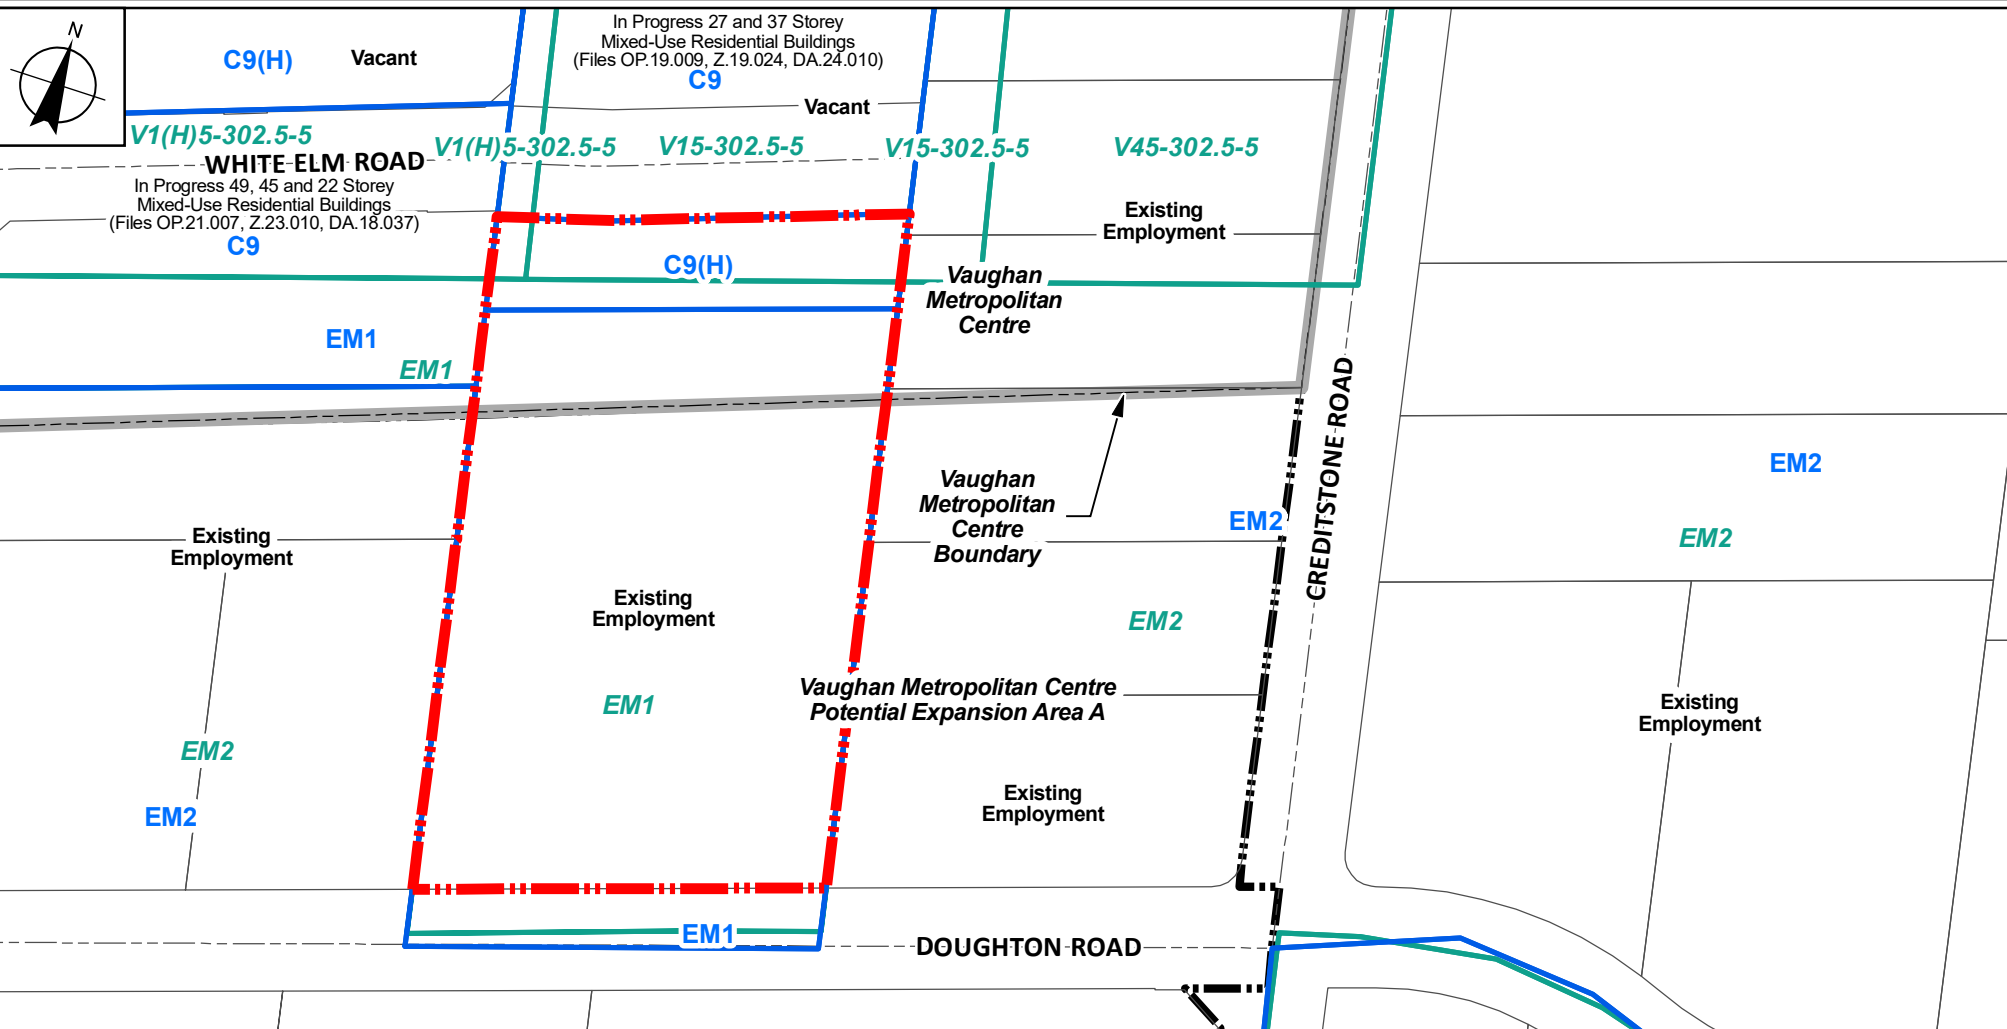 N
In Progress 27 and 37 Storey
Mixed-Use Residential Buildings
(Files OP.19.009, Z.19.024, DA.24.010)
C9(H)
Vacant
C9
Vacant
V1(H)5-302.5-5
V1(H)5-302.5-5
V15-302.5-5
V15-302.5-5
V45-302.5-5
WHITE ELM ROAD
In Progress 49, 45 and 22 Storey
Mixed-Use Residential Buildings
(Files OP.21.007, Z.23.010, DA.18.037)
C9
Existing
Employment
C9(H)
Vaughan
Metropolitan
Centre
EM1
EM1
CREDITSTONE ROAD
Vaughan
Metropolitan
Centre
Boundary
EM2
EM2
EM2
Existing
Employment
Existing
Employment
EM2
Vaughan Metropolitan Centre
Potential Expansion Area A
EM1
Existing
Employment
EM2
EM2
Existing
Employment
EM1
DOUGHTON ROAD